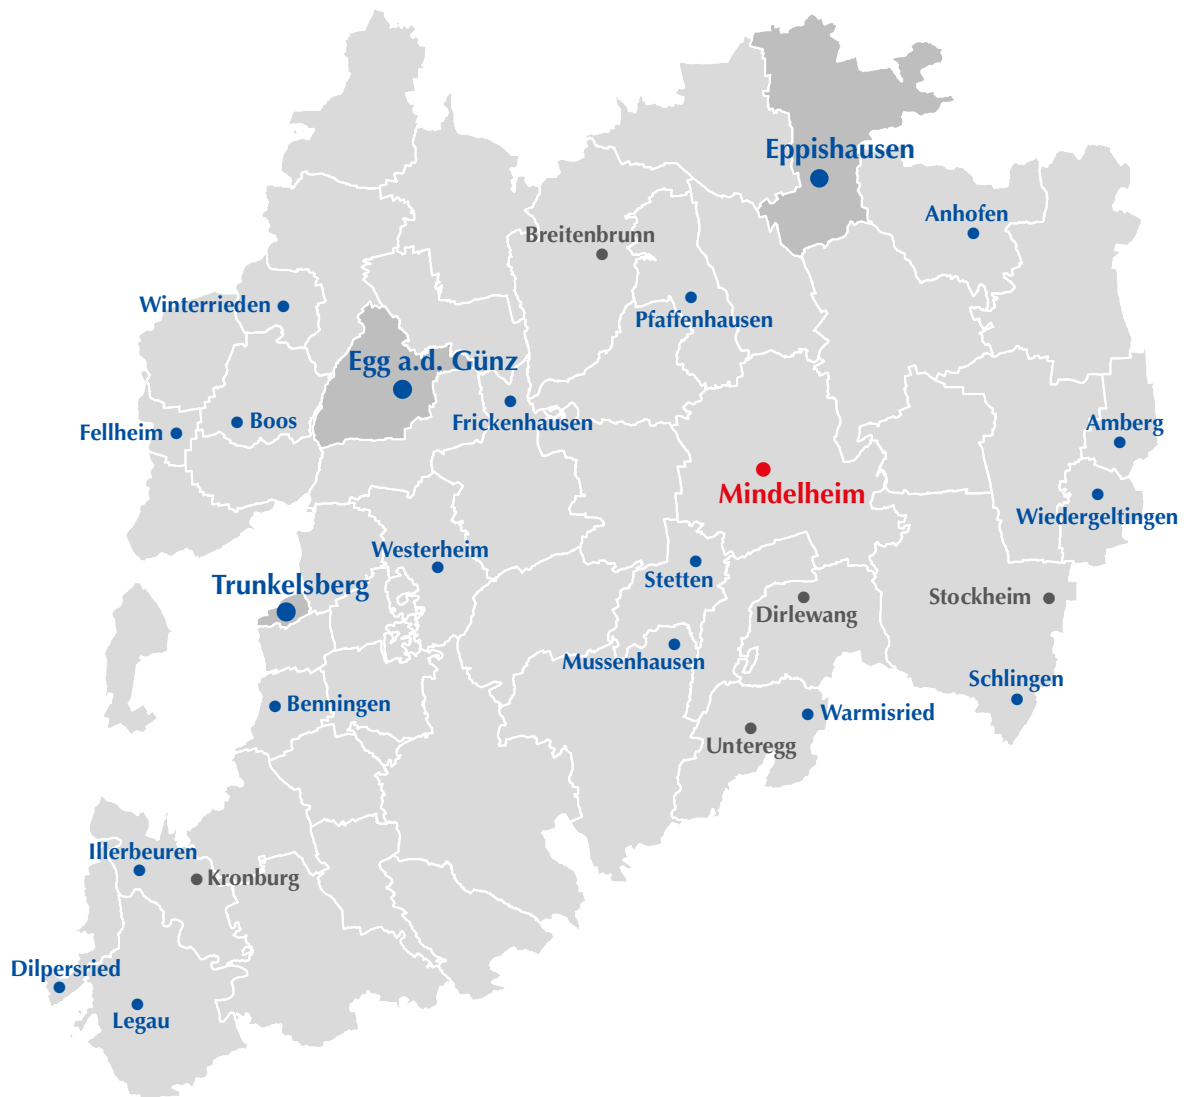 Eppishausen
Anhofen
Breitenbrunn
Winterrieden
Pfaffenhausen
Egg a.d. Günz
Boos
Frickenhausen
Fellheim
Amberg
Mindelheim
Wiedergeltingen
Westerheim
Stetten
Trunkelsberg
Stockheim
Dirlewang
Mussenhausen
Schlingen
Benningen
Warmisried
Unteregg
Illerbeuren
Kronburg
Dilpersried
Legau